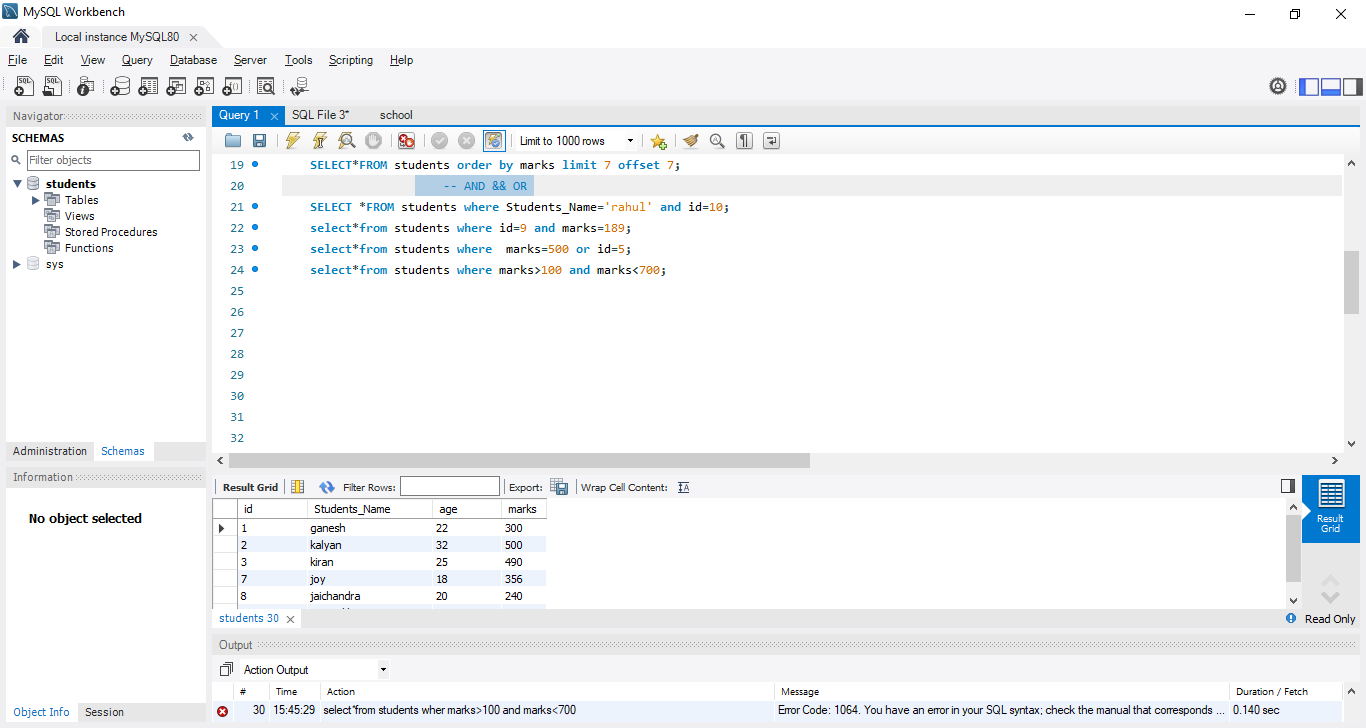 MySQL Workbench
Local instance MySQL80
File Edit View Query Database Server Tools Scripting Help
Navigator
SCHEMAS
Filter objects
students
Tables
Views
Stored Procedures
Functions
sys
Administration Schemas
Information
No object selected
Object Info Session
Query 1 SQL File 3* school
Limit to 1000 rows
19 SELECT*FROM students order by marks limit 7 offset 7;
20 -- AND && OR
21 SELECT *FROM students where Students_Name='rahul' and id=10;
22 select*from students where id=9 and marks=189;
23 select*from students where  marks=500 or id=5;
24 select*from students where marks>100 and marks<700;
25
26
27
28
29
30
31
32
Result Grid Filter Rows: Export: Wrap Cell Content:
id Students_Name age marks
1 ganesh 22 300
2 kalyan 32 500
3 kiran 25 490
7 joy 18 356
8 jaichandra 20 240
Result
Grid
students 30
Read Only
Output
Action Output
# Time Action Message Duration / Fetch
30 15:45:29 select*from students wher marks>100 and marks<700 Error Code: 1064. You have an error in your SQL syntax; check the manual that corresponds ... 0.140 sec